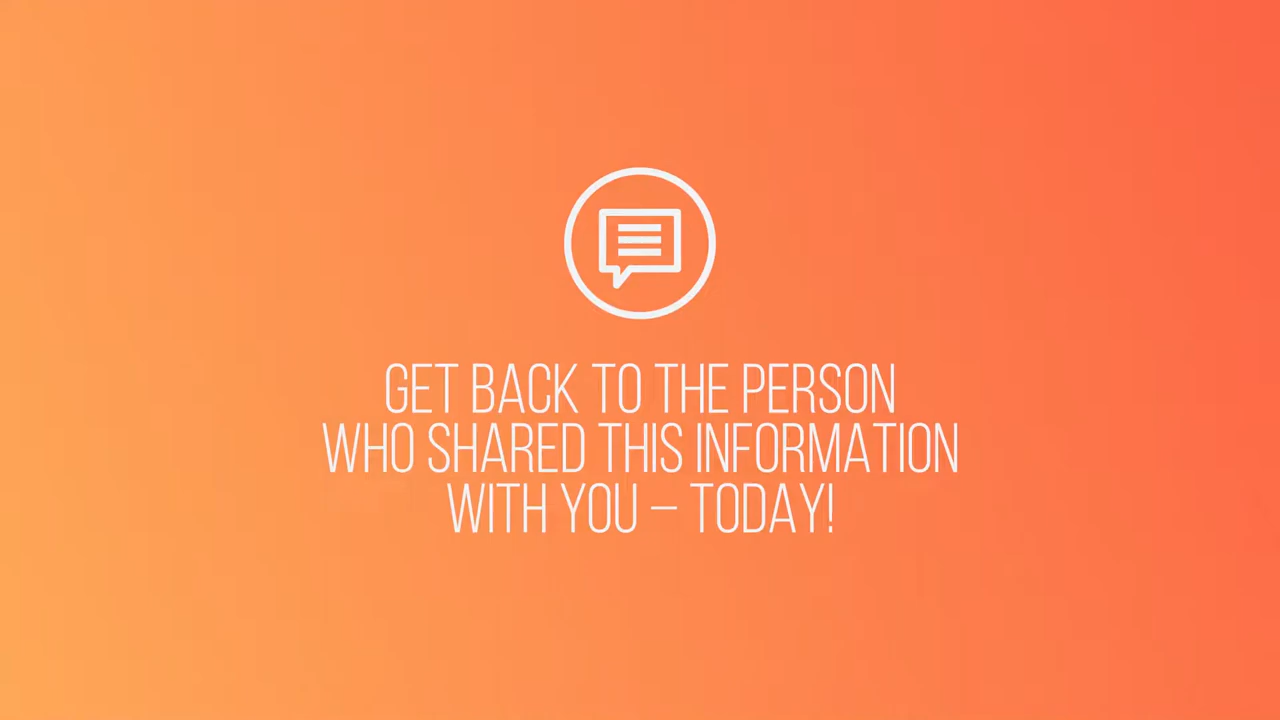 GET BACK TO THE PERSON
WHO SHARED THIS INFORMATION
WITH YOU – TODAY!